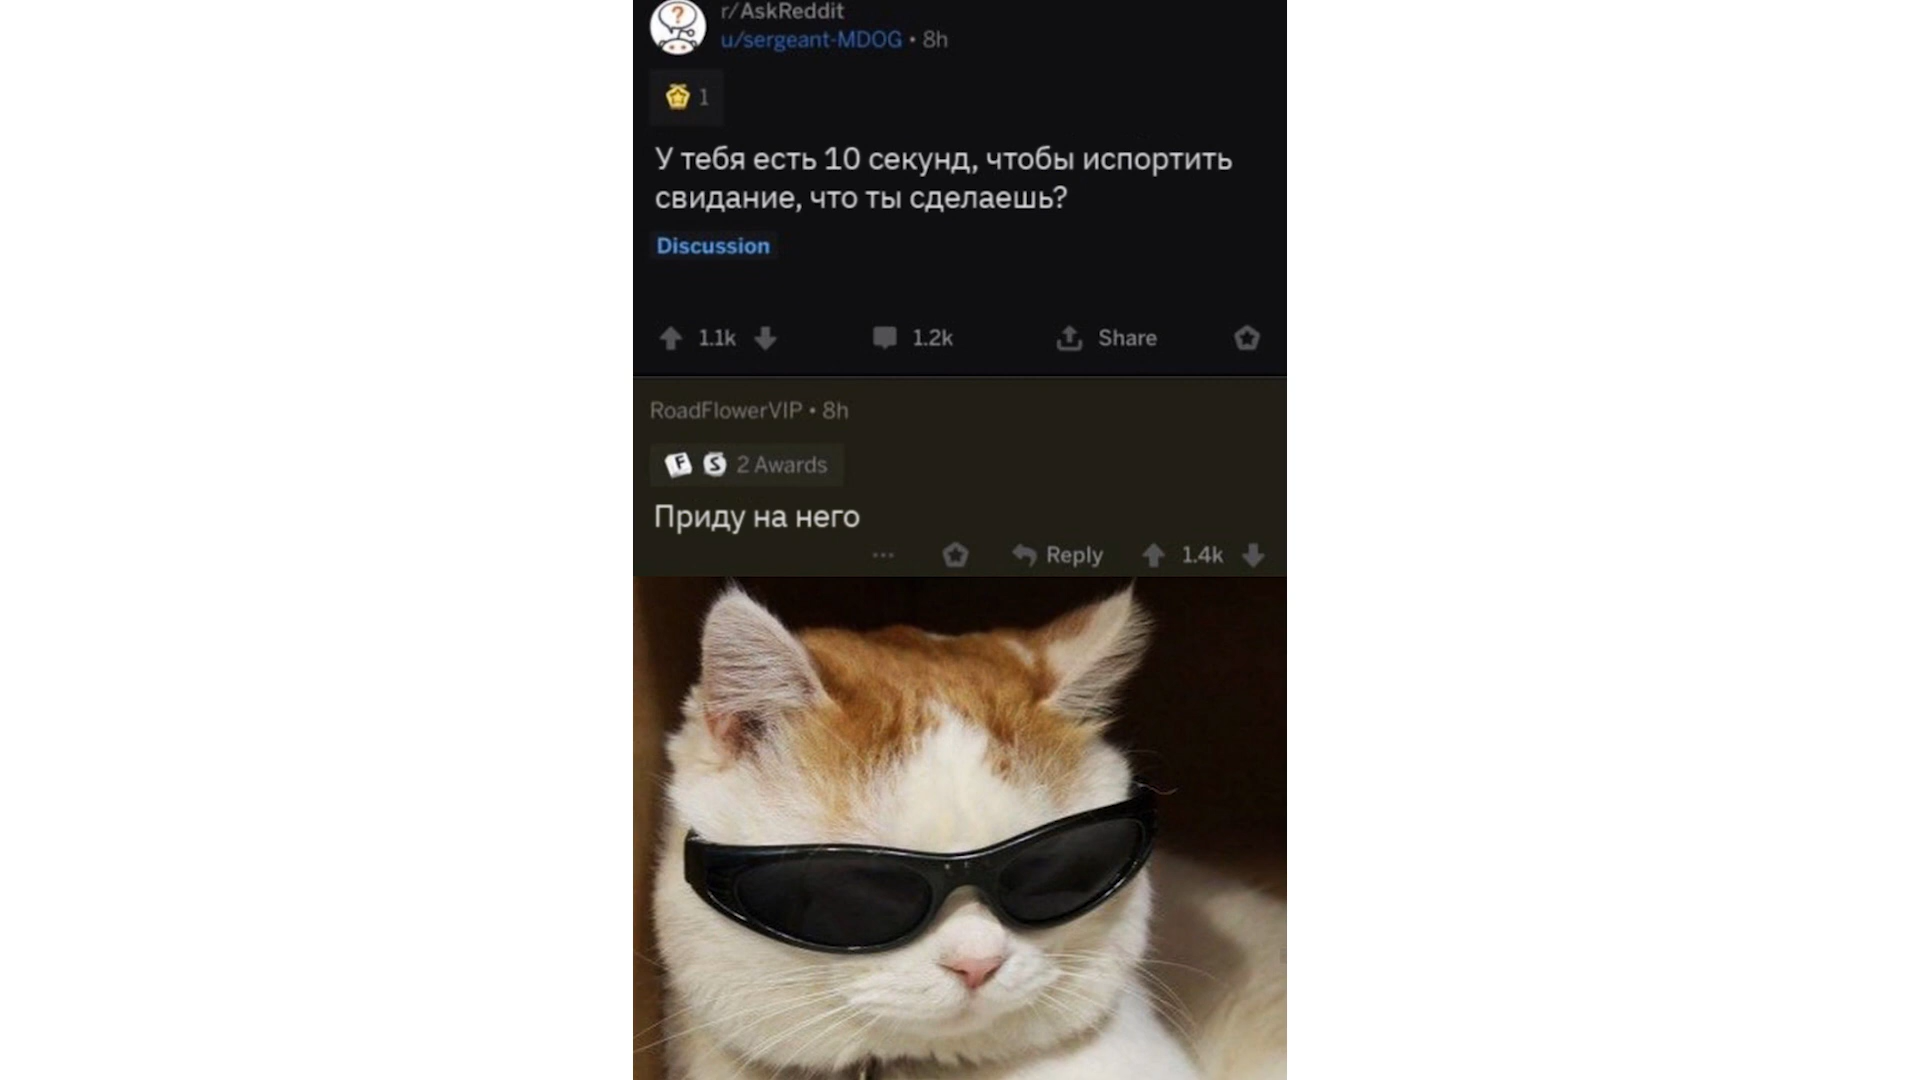 r/AskReddit
u/sergeant-MDOG • 8h
1
У тебя есть 10 секунд, чтобы испортить
свидание, что ты сделаешь?
Discussion
1.1k 1.2k Share
RoadFlowerVIP • 8h
F S 2 Awards
Приду на него
... Reply 1.4k